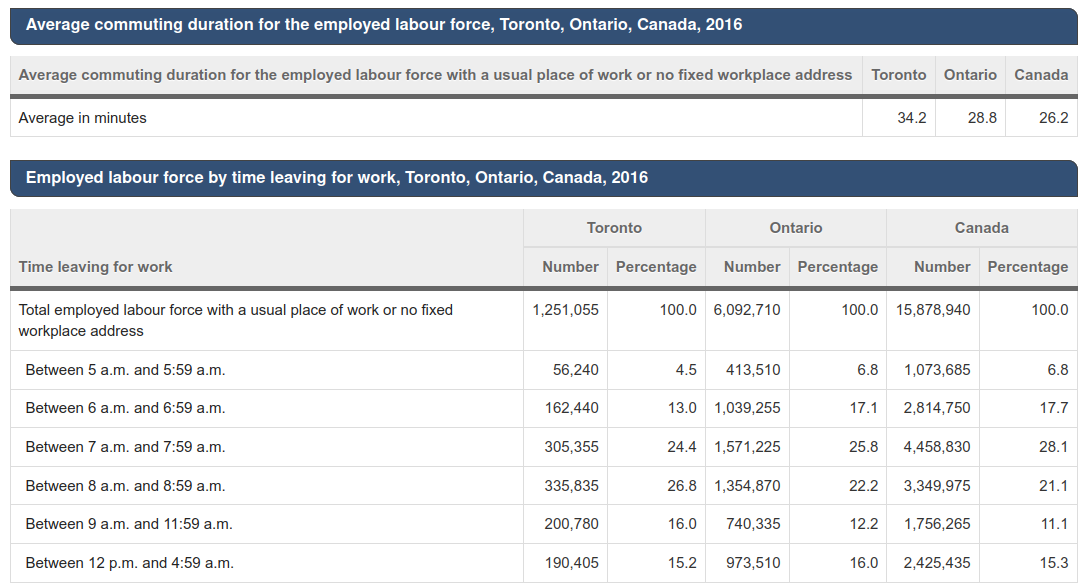 Average commuting duration for the employed labour force, Toronto, Ontario, Canada, 2016
Average commuting duration for the employed labour force with a usual place of work or no fixed workplace address Toronto Ontario Canada
Average in minutes 34.2 28.8 26.2
Employed labour force by time leaving for work, Toronto, Ontario, Canada, 2016
Toronto Ontario Canada
Time leaving for work Number Percentage Number Percentage Number Percentage
Total employed labour force with a usual place of work or no fixed 1,251,055 100.0 6,092,710 100.0 15,878,940 100.0
workplace address
Between 5 a.m. and 5:59 a.m. 56,240 4.5 413,510 6.8 1,073,685 6.8
Between 6 a.m. and 6:59 a.m. 162,440 13.0 1,039,255 17.1 2,814,750 17.7
Between 7 a.m. and 7:59 a.m. 305,355 24.4 1,571,225 25.8 4,458,830 28.1
Between 8 a.m. and 8:59 a.m. 335,835 26.8 1,354,870 22.2 3,349,975 21.1
Between 9 a.m. and 11:59 a.m. 200,780 16.0 740,335 12.2 1,756,265 11.1
Between 12 p.m. and 4:59 a.m. 190,405 15.2 973,510 16.0 2,425,435 15.3